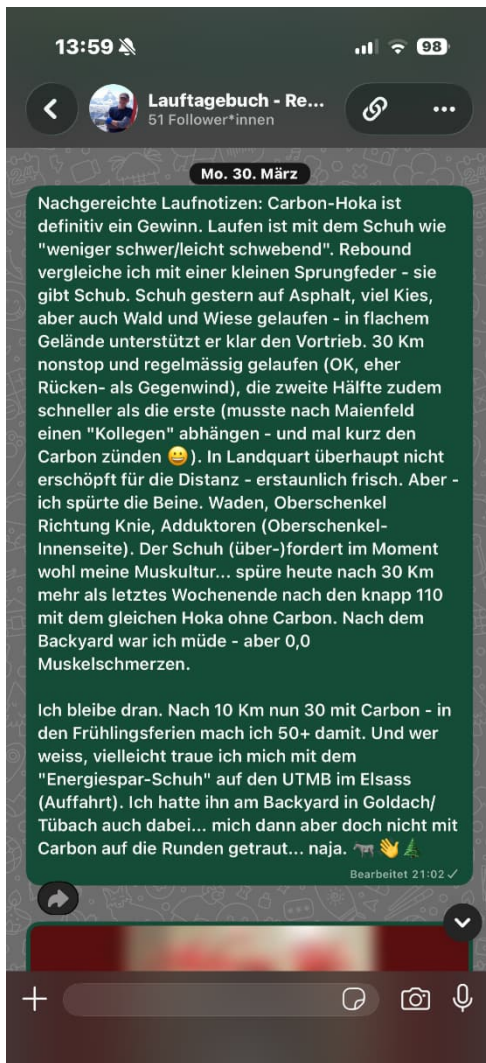 13:59
98
Lauftagebuch - Re...
51 Follower*innen
Mo. 30. März
Nachgereichte Laufnotizen: Carbon-Hoka ist
definitiv ein Gewinn. Laufen ist mit dem Schuh wie
"weniger schwer/leicht schwebend". Rebound
vergleiche ich mit einer kleinen Sprungfeder - sie
gibt Schub. Schuh gestern auf Asphalt, viel Kies,
aber auch Wald und Wiese gelaufen - in flachem
Gelände unterstützt er klar den Vortrieb. 30 Km
nonstop und regelmässig gelaufen (OK, eher
Rücken- als Gegenwind), die zweite Hälfte zudem
schneller als die erste (musste nach Maienfeld
einen "Kollegen" abhängen - und mal kurz den
Carbon zünden 😀). In Landquart überhaupt nicht
erschöpft für die Distanz - erstaunlich frisch. Aber -
ich spürte die Beine. Waden, Oberschenkel
Richtung Knie, Adduktoren (Oberschenkel-
Innenseite). Der Schuh (über-)fordert im Moment
wohl meine Muskultur... spüre heute nach 30 Km
mehr als letztes Wochenende nach den knapp 110
mit dem gleichen Hoka ohne Carbon. Nach dem
Backyard war ich müde - aber 0,0
Muskelschmerzen.
Ich bleibe dran. Nach 10 Km nun 30 mit Carbon - in
den Frühlingsferien mach ich 50+ damit. Und wer
weiss, vielleicht traue ich mich mit dem
"Energiespar-Schuh" auf den UTMB im Elsass
(Auffahrt). Ich hatte ihn am Backyard in Goldach/
Tübach auch dabei... mich dann aber doch nicht mit
Carbon auf die Runden getraut... naja. 🐎👋🌲
Bearbeitet 21:02